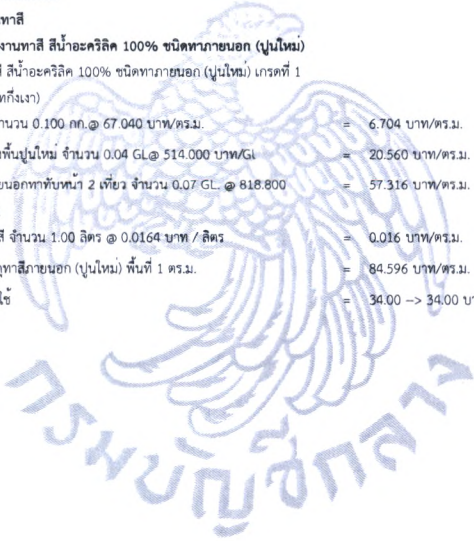 ทาสี
งานทาสี สีน้ำอะคริลิค 100% ชนิดทาภายนอก (ปูนใหม่)
สี สีน้ำอะคริลิค 100% ชนิดทาภายนอก (ปูนใหม่) เกรดที่ 1
กึ่งเงา)
นวน 0.100 กก.@ 67.040 บาท/ตร.ม. = 6.704 บาท/ตร.ม.
พื้นปูนใหม่ จำนวน 0.04 GL@ 514.000 บาท/GL = 20.560 บาท/ตร.ม.
ยนอกทาทับหน้า 2 เที่ยว จำนวน 0.07 GL. @ 818.800 = 57.316 บาท/ตร.ม.
สี จำนวน 1.00 ลิตร @ 0.0164 บาท / ลิตร = 0.016 บาท/ตร.ม.
ทาสีภายนอก (ปูนใหม่) พื้นที่ 1 ตร.ม. = 84.596 บาท/ตร.ม.
ใช้ = 34.00 -> 34.00 บา
กรมบัญชีกลาง